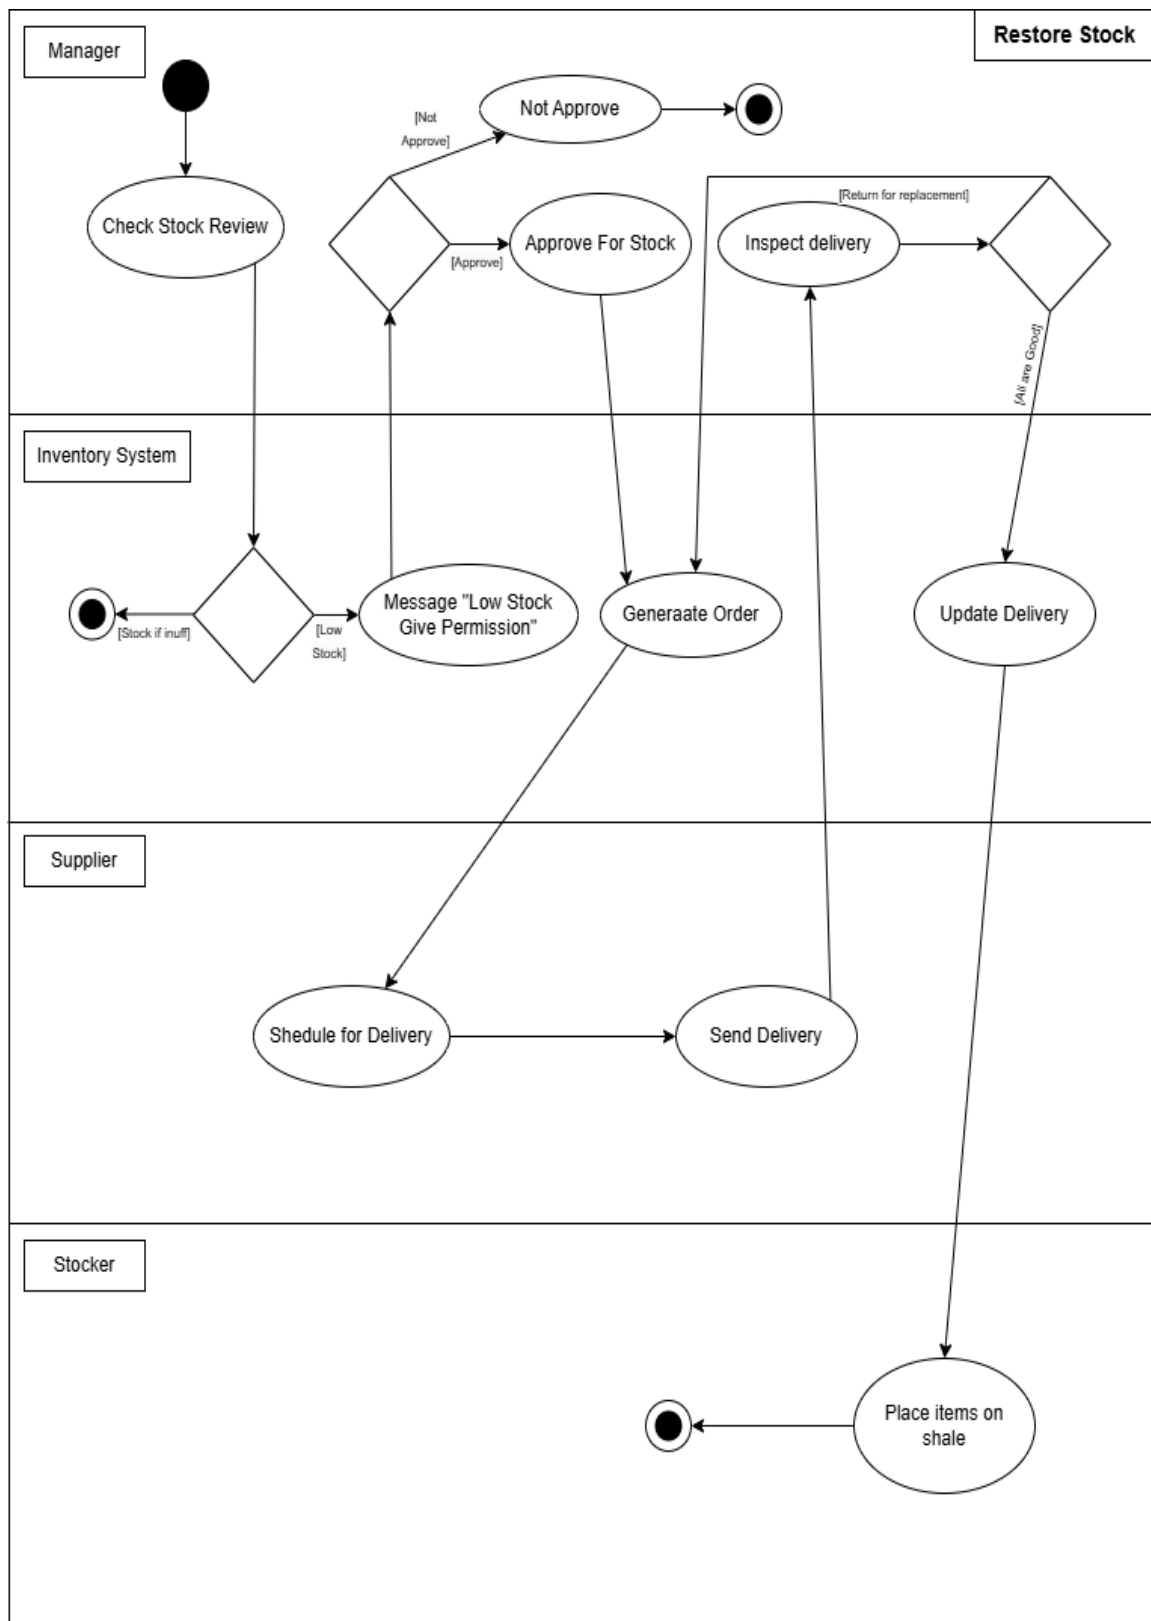 Restore Stock
Manager
Not Approve
[Not
Approve]
Check Stock Review
Approve For Stock
[Approve]
[Return for replacement]
Inspect delivery
[All are Good]
Inventory System
[Stock if inuff]
[Low
Stock]
Message "Low Stock
Give Permission"
Generaate Order
Update Delivery
Supplier
Shedule for Delivery
Send Delivery
Stocker
Place items on
shale